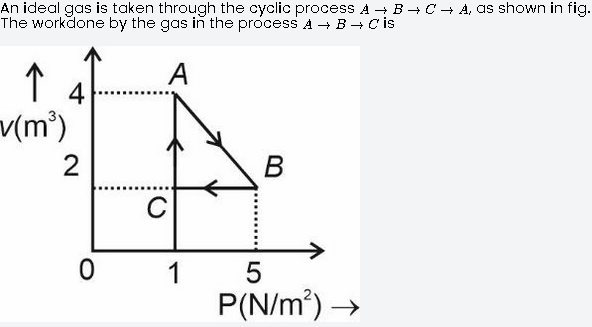 An ideal gas is taken through the cyclic process A → B → C → A, as shown in fig.
The workdone by the gas in the process A → B → C is
↑ 4 A
v(m³)
2 B
C
0 1 5
P(N/m²) →